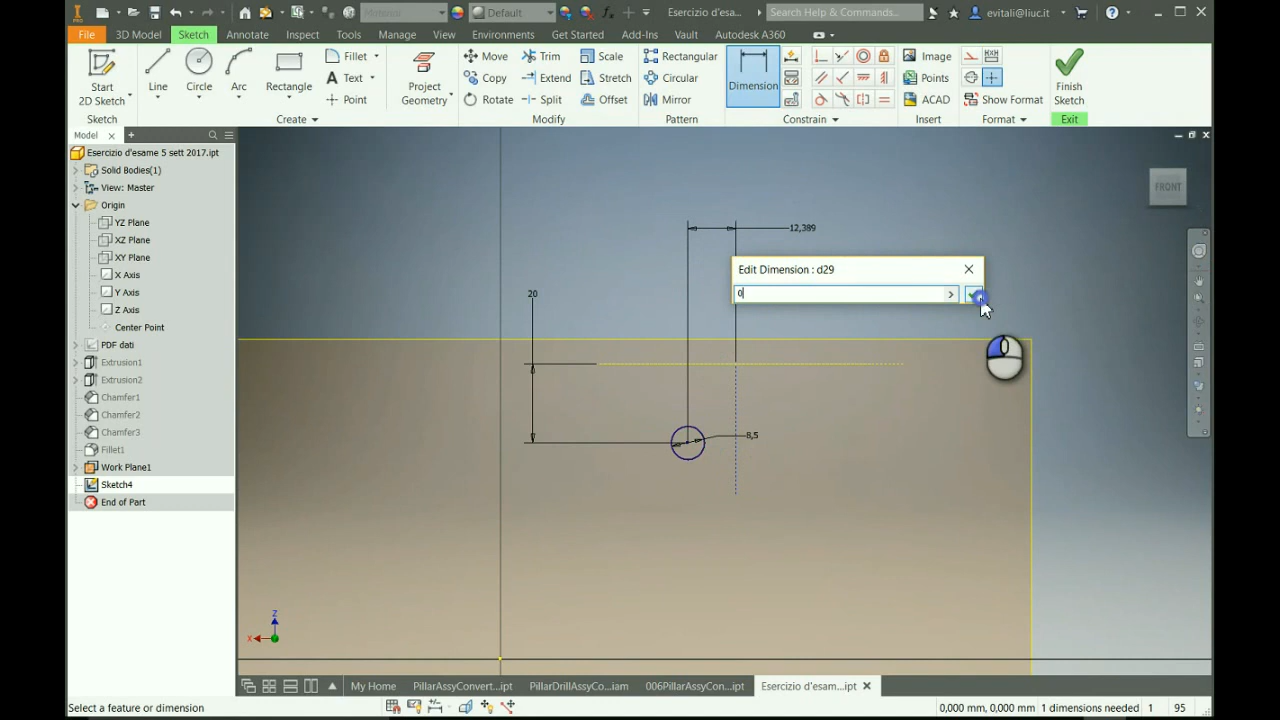 PRO
Material
Default
Esercizio d'esa...
Search Help & Commands...
evitali@liuc.it
File
3D Model
Sketch
Annotate
Inspect
Tools
Manage
View
Environments
Get Started
Add-Ins
Vault
Autodesk A360
Start
2D Sketch
Line
Circle
Arc
Rectangle
Fillet
Text
Point
Project
Geometry
Move
Copy
Rotate
Trim
Extend
Split
Scale
Stretch
Offset
Rectangular
Circular
Mirror
Dimension
Image
Points
ACAD
Show Format
Finish
Sketch
Sketch
Create
Modify
Pattern
Constrain
Insert
Format
Exit
Model
Esercizio d'esame 5 sett 2017.ipt
Solid Bodies(1)
View: Master
Origin
YZ Plane
XZ Plane
XY Plane
X Axis
Y Axis
Z Axis
Center Point
PDF dati
Extrusion1
Extrusion2
Chamfer1
Chamfer2
Chamfer3
Fillet1
Work Plane1
Sketch4
End of Part
FRONT
12,389
Edit Dimension : d29
0
20
8,5
Z
X
My Home
PillarAssyConvert...ipt
PillarDrillAssyCo...iam
006PillarAssyCon...ipt
Esercizio d'esam...ipt
Select a feature or dimension
0,000 mm, 0,000 mm
1 dimensions needed
1
95